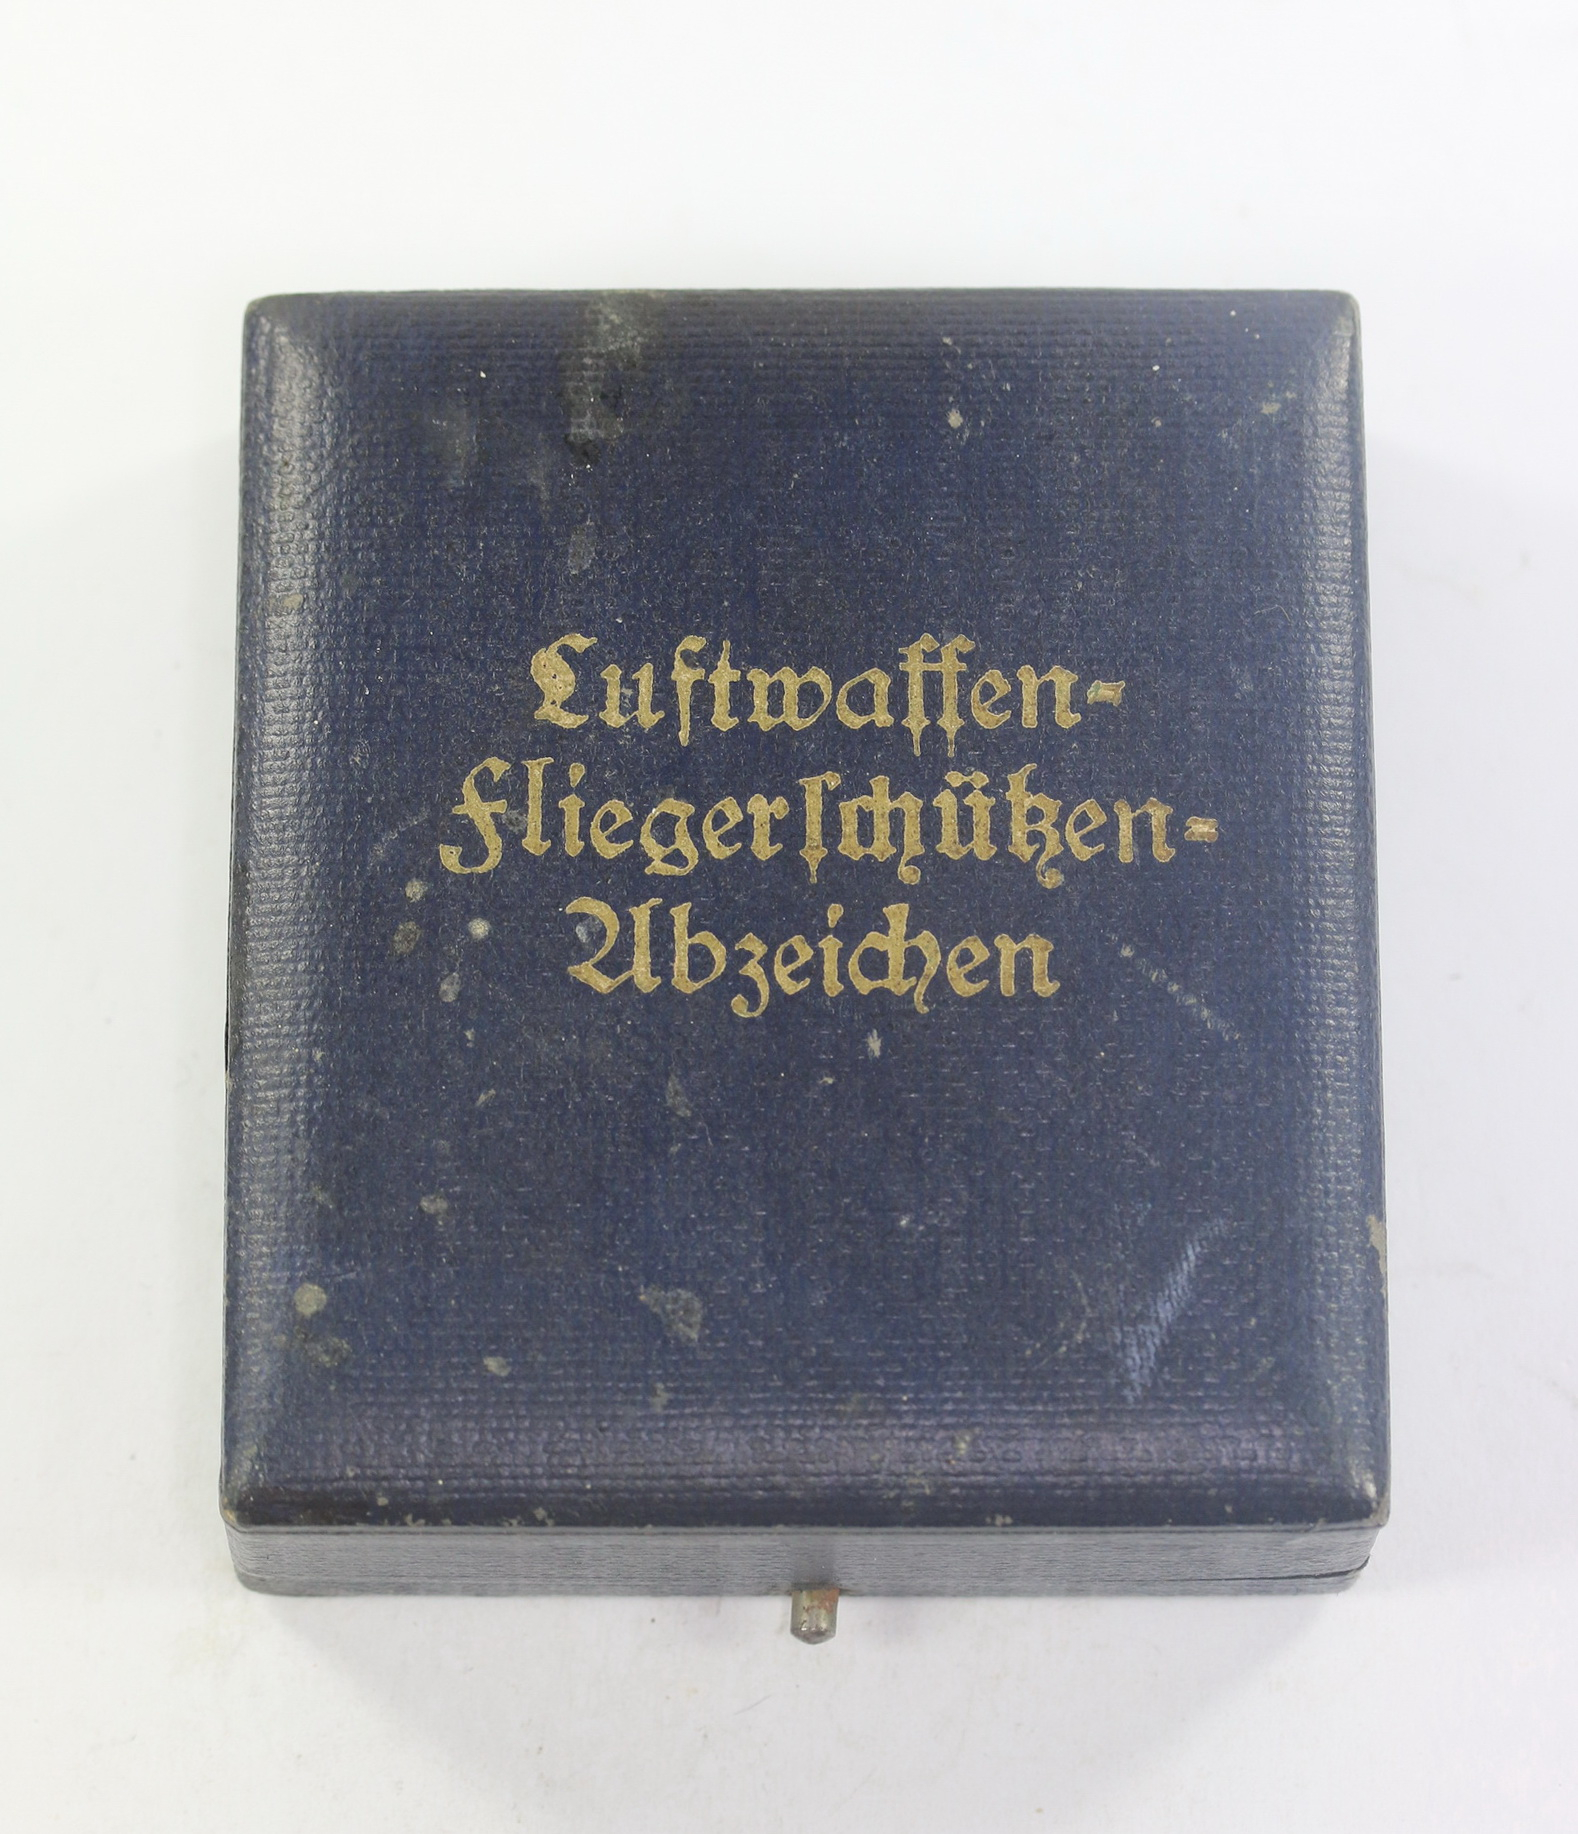 Luftwaffen-
Fliegerſchützen-
Abzeichen